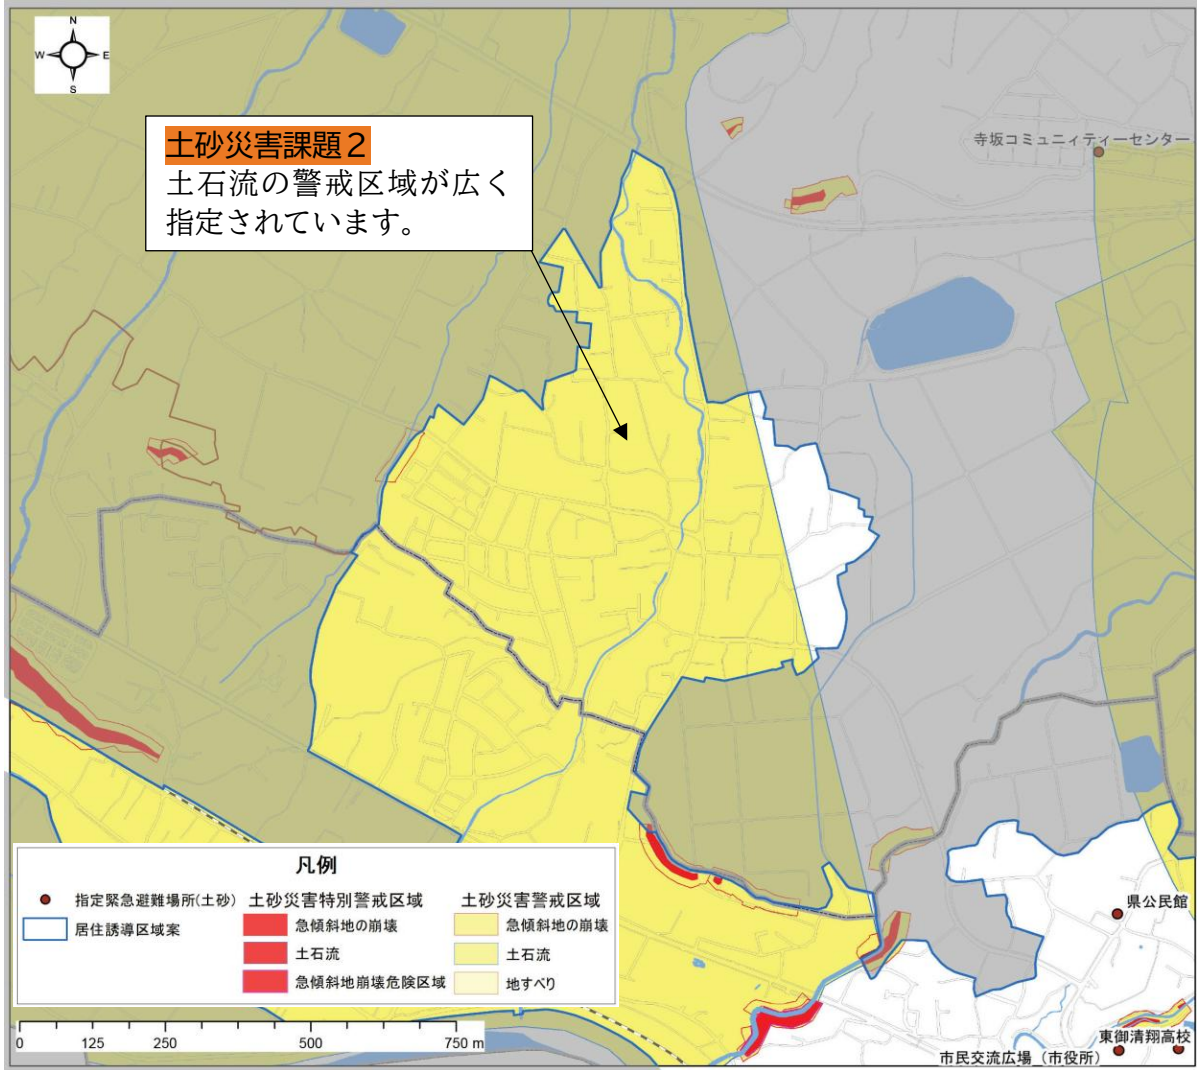 N
W E
S
土砂災害課題２
土石流の警戒区域が広く
指定されています。
寺坂コミュニティーセンター
凡例
指定緊急避難場所(土砂)
居住誘導区域案
土砂災害特別警戒区域
急傾斜地の崩壊
土石流
急傾斜地崩壊危険区域
土砂災害警戒区域
急傾斜地の崩壊
土石流
地すべり
0 125 250 500 750 m
県公民館
東御清翔高校
市民交流広場（市役所）